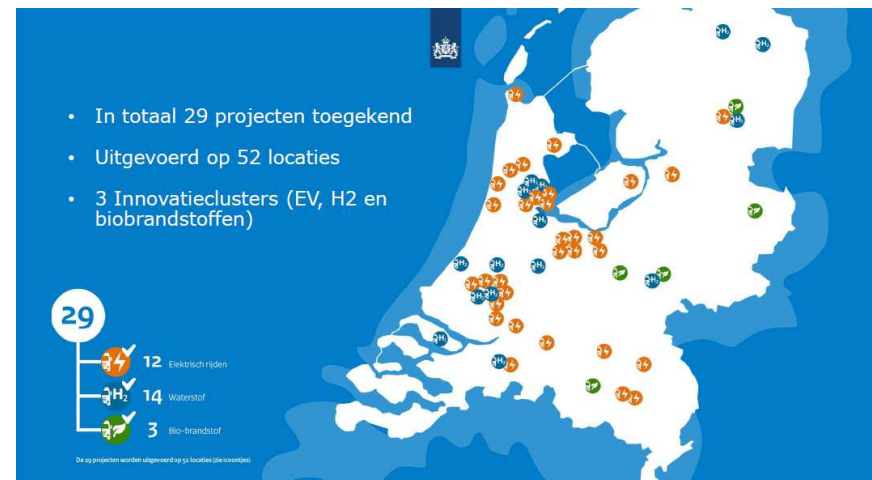 • In totaal 29 projecten toegekend
• Uitgevoerd op 52 locaties
• 3 Innovatieclusters (EV, H2 en
biobrandstoffen)
29
12 Elektrisch rijden
H₂ 14 Waterstof
3 Bio-brandstof
De 29 projecten worden uitgevoerd op 52 locaties (zie icoontjes)